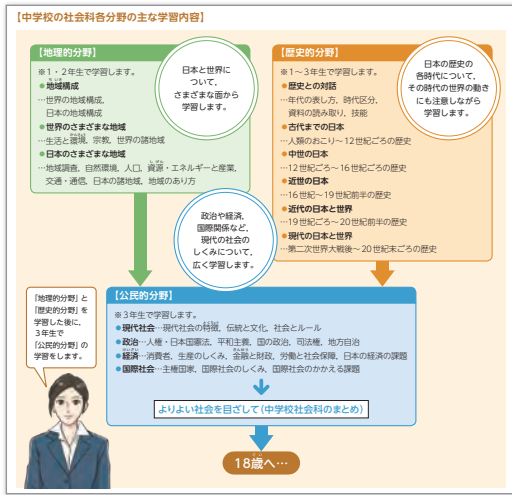 【中学校の社会科各分野の主な学習内容】
【地理的分野】
※1・2年生で学習します。
●地域構成
…世界の地域構成,
日本の地域構成
●世界のさまざまな地域
…生活と環境, 宗教, 世界の諸地域
●日本のさまざまな地域
…地域調査, 自然環境, 人口, 資源・エネルギーと産業,
交通・通信, 日本の諸地域, 地域のあり方
日本と世界に
ついて,
さまざまな面から
学習します。
【歴史的分野】
※1～3年生で学習します。
●歴史との対話
…年代の表し方, 時代区分,
資料の読み取り, 技能
●古代までの日本
…人類のおこり～12世紀ごろの歴史
●中世の日本
…12世紀ごろ～16世紀ごろの歴史
●近世の日本
…16世紀～19世紀前半の歴史
●近代の日本と世界
…19世紀ごろ～20世紀前半の歴史
●現代の日本と世界
…第二次世界大戦後～20世紀末ごろの歴史
日本の歴史の
各時代について,
その時代の世界の動き
にも注意しながら
学習します。
政治や経済,
国際関係など,
現代の社会の
しくみについて,
広く学習します。
【公民的分野】
※3年生で学習します。
●現代社会…現代社会の特徴, 伝統と文化, 社会とルール
●政治…人権・日本国憲法, 平和主義, 国の政治, 司法権, 地方自治
●経済…消費者, 生産のしくみ, 金融と財政, 労働と社会保障, 日本の経済の課題
●国際社会…主権国家, 国際社会のしくみ, 国際社会のかかえる課題
よりよい社会を目ざして（中学校社会科のまとめ）
18歳へ…
「地理的分野」と
「歴史的分野」を
学習した後に,
3年生で
「公民的分野」の
学習をします。